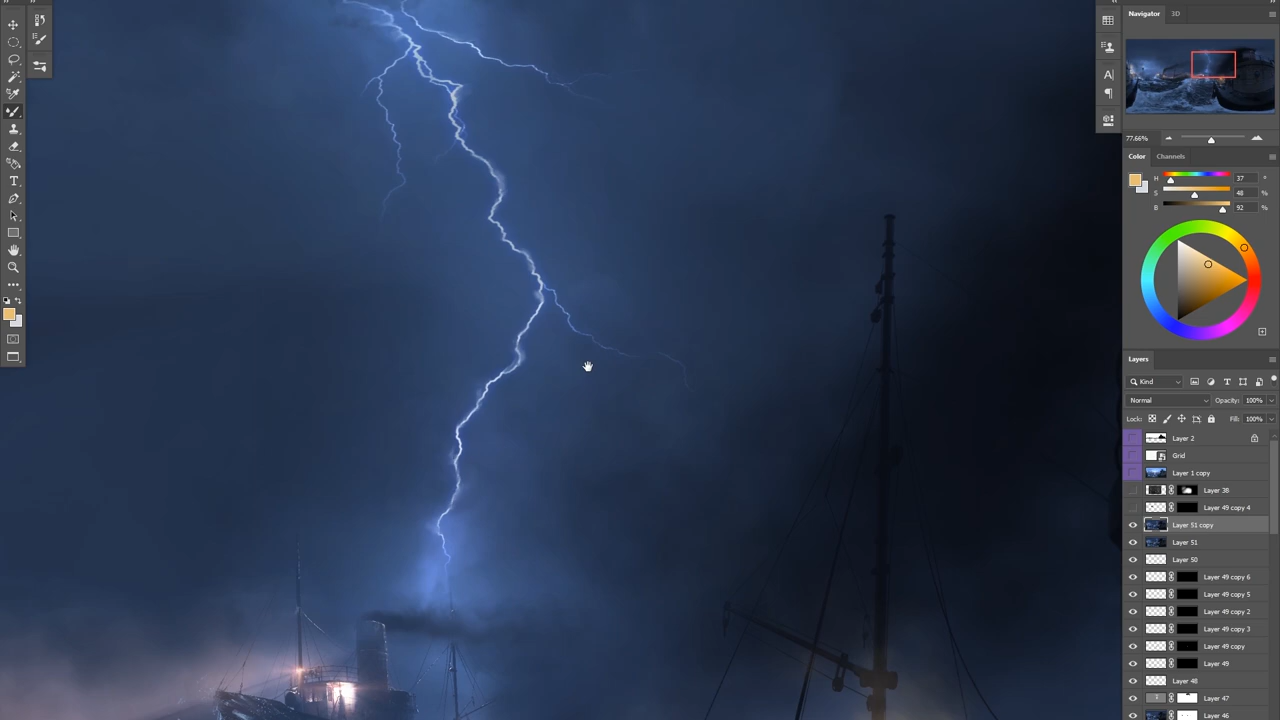 Navigator 3D
77.66%
Color Channels
H 37 °
S 48 %
B 92 %
Layers
Kind
Normal Opacity: 100%
Lock: Fill: 100%
Layer 2
Grid
Layer 1 copy
Layer 38
Layer 49 copy 4
Layer 51 copy
Layer 51
Layer 50
Layer 49 copy 6
Layer 49 copy 5
Layer 49 copy 2
Layer 49 copy 3
Layer 49 copy
Layer 49
Layer 48
Layer 47
Layer 46